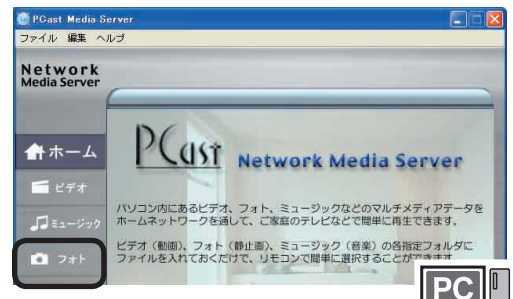 PCast Media Server
ファイル 編集 ヘルプ
Network
Media Server
ホーム
ビデオ
ミュージック
フォト
PCast Network Media Server
パソコン内にあるビデオ、フォト、ミュージックなどのマルチメディアデータを
ホームネットワークを通して、ご家庭のテレビなどで簡単に再生できます。
ビデオ（動画）、フォト（静止画）、ミュージック（音楽）の各指定フォルダに
ファイルを入れておくだけで、リモコンで簡単に選択することができます。
PC